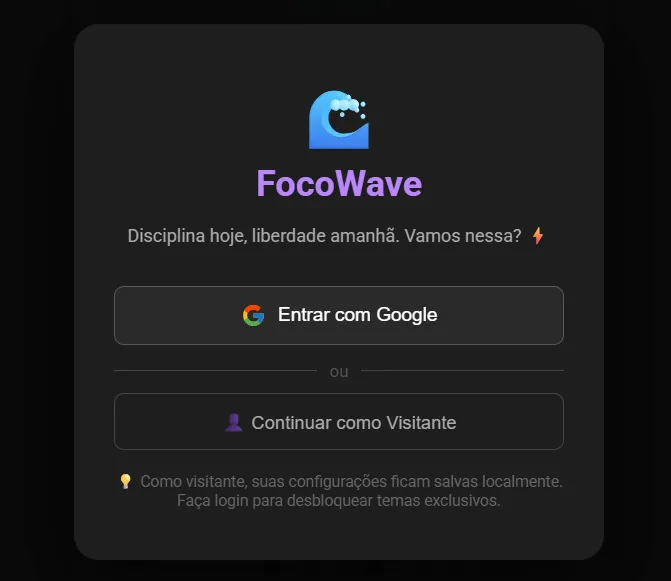 FocoWave
Disciplina hoje, liberdade amanhã. Vamos nessa? ⚡
Entrar com Google
ou
Continuar como Visitante
Como visitante, suas configurações ficam salvas localmente.
Faça login para desbloquear temas exclusivos.